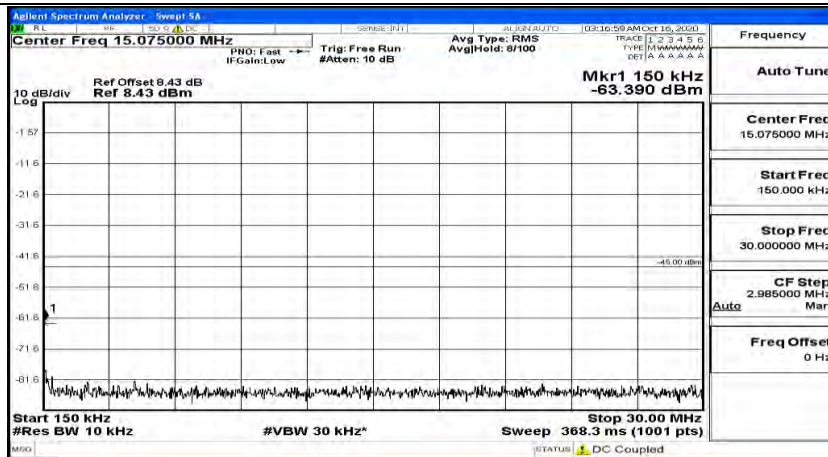 Agilent Spectrum Analyzer - Swept SA
RL RF 50 Ω DC SENSE:INT ALIGN AUTO 03:16:59 AM Oct 16, 2020
Center Freq 15.075000 MHz
PNO: Fast
IFGain:Low
Trig: Free Run
#Atten: 10 dB
Avg Type: RMS
Avg|Hold: 8/100
TRACE 1 2 3 4 5 6
TYPE M WWWWW
DET A A A A A A
Ref Offset 8.43 dB
Ref 8.43 dBm
10 dB/div
Log
Mkr1 150 kHz
-63.390 dBm
-1.57
-11.6
-21.6
-31.6
-41.6
-45.00 dBm
-51.6
1
-61.6
-71.6
-81.6
Start 150 kHz
Stop 30.00 MHz
#Res BW 10 kHz
#VBW 30 kHz*
Sweep 368.3 ms (1001 pts)
MSG
STATUS
DC Coupled
Frequency
Auto Tune
Center Freq
15.075000 MHz
Start Freq
150.000 kHz
Stop Freq
30.000000 MHz
CF Step
2.985000 MHz
Auto Man
Freq Offset
0 Hz